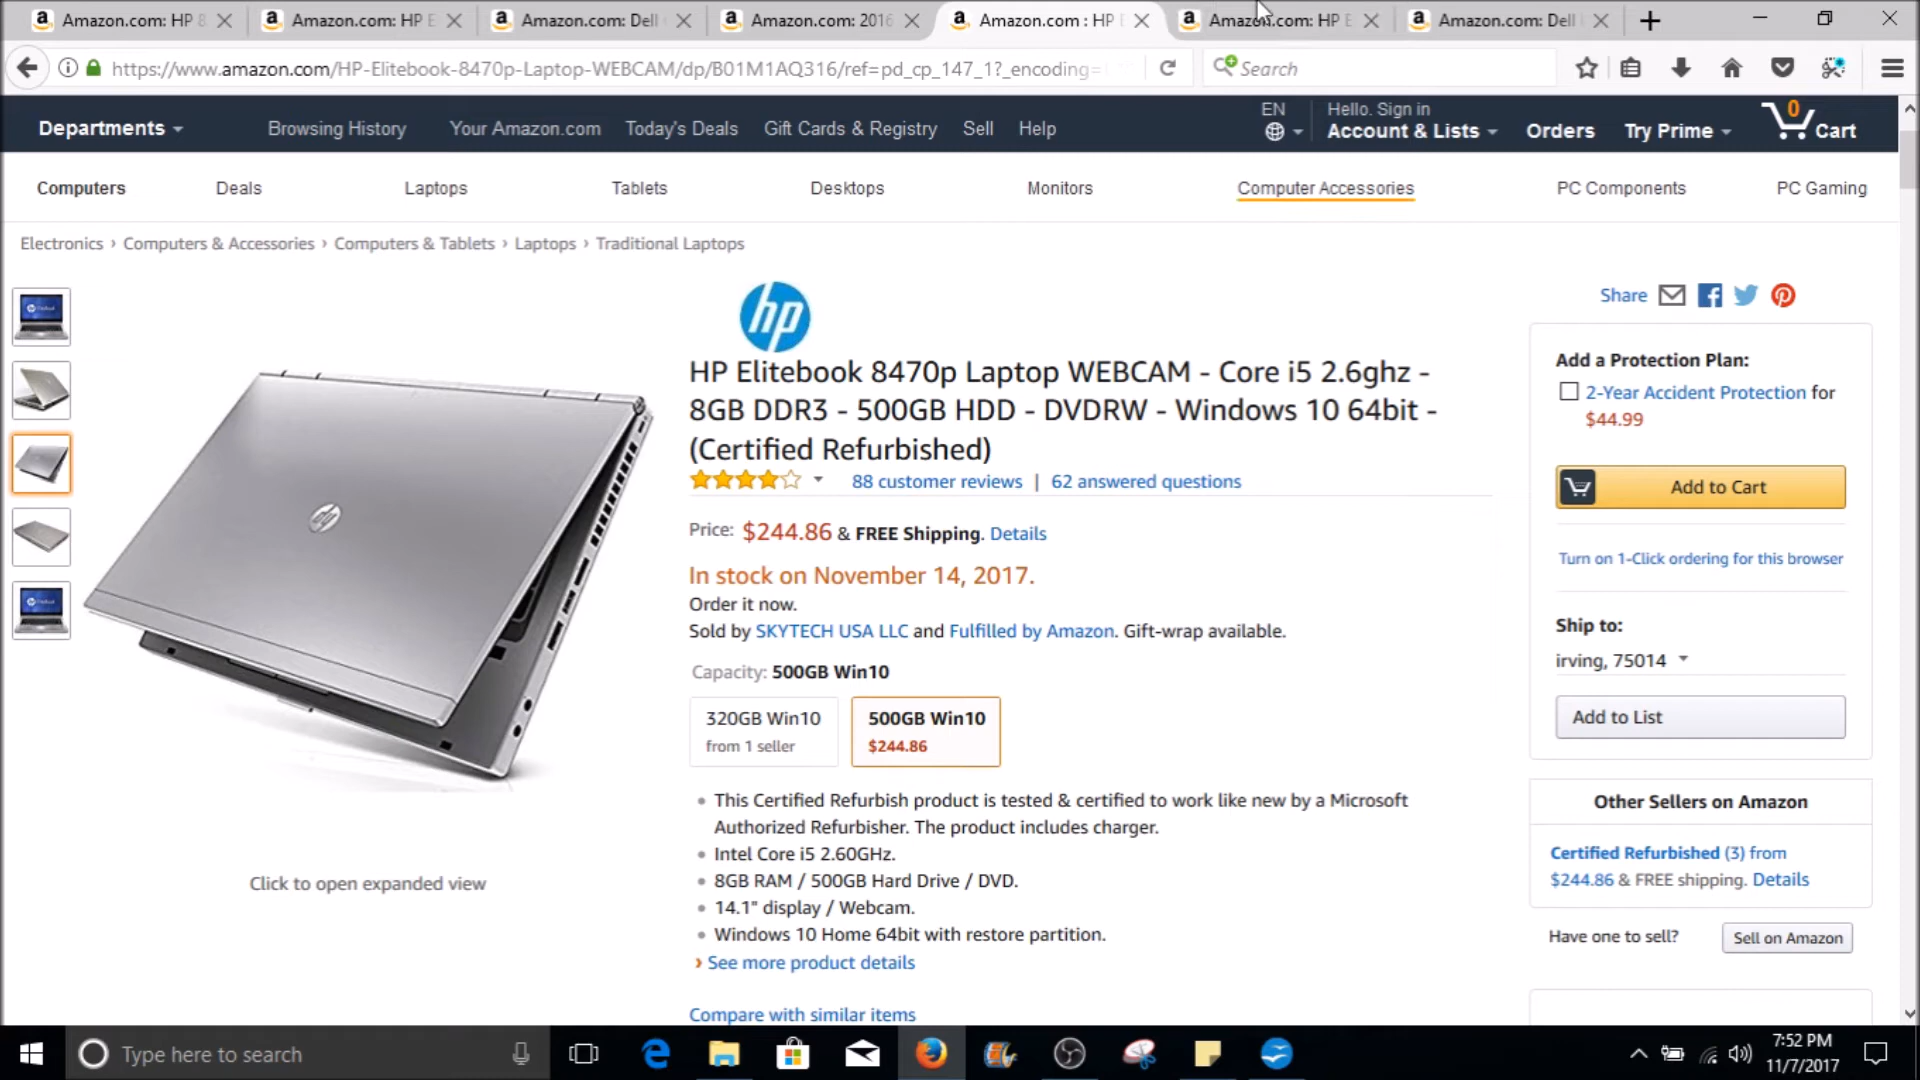 Amazon.com: HP 8
Amazon.com: HP E
Amazon.com: Dell
Amazon.com: 2016
Amazon.com : HP E
Amazon.com: HP E
Amazon.com: Dell
https://www.amazon.com/HP-Elitebook-8470p-Laptop-WEBCAM/dp/B01M1AQ316/ref=pd_cp_147_1?_encoding=
Search
Departments
Browsing History
Your Amazon.com
Today's Deals
Gift Cards & Registry
Sell
Help
EN
Hello. Sign in
Account & Lists
Orders
Try Prime
0
Cart
Computers
Deals
Laptops
Tablets
Desktops
Monitors
Computer Accessories
PC Components
PC Gaming
Electronics › Computers & Accessories › Computers & Tablets › Laptops › Traditional Laptops
hp
HP Elitebook 8470p Laptop WEBCAM - Core i5 2.6ghz -
8GB DDR3 - 500GB HDD - DVDRW - Windows 10 64bit -
(Certified Refurbished)
88 customer reviews | 62 answered questions
Price: $244.86 & FREE Shipping. Details
In stock on November 14, 2017.
Order it now.
Sold by SKYTECH USA LLC and Fulfilled by Amazon. Gift-wrap available.
Capacity: 500GB Win10
320GB Win10
from 1 seller
500GB Win10
$244.86
• This Certified Refurbish product is tested & certified to work like new by a Microsoft
Authorized Refurbisher. The product includes charger.
• Intel Core i5 2.60GHz.
• 8GB RAM / 500GB Hard Drive / DVD.
• 14.1" display / Webcam.
• Windows 10 Home 64bit with restore partition.
› See more product details
Compare with similar items
Click to open expanded view
Share
Add a Protection Plan:
2-Year Accident Protection for
$44.99
Add to Cart
Turn on 1-Click ordering for this browser
Ship to:
irving, 75014
Add to List
Other Sellers on Amazon
Certified Refurbished (3) from
$244.86 & FREE shipping. Details
Have one to sell?
Sell on Amazon
Type here to search
7:52 PM
11/7/2017